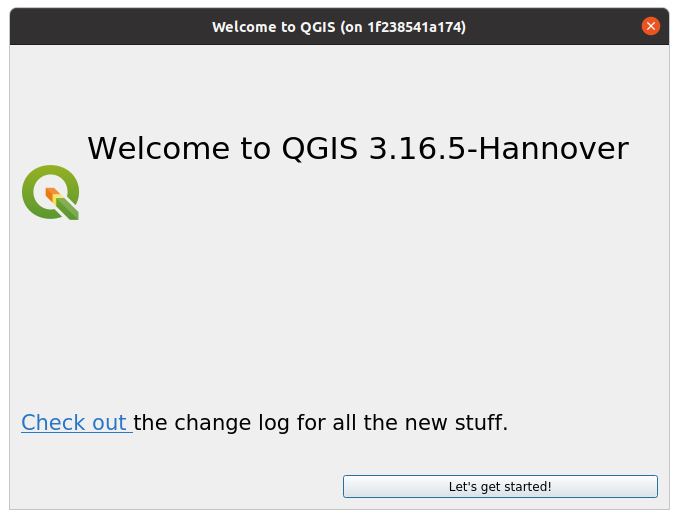 Welcome to QGIS (on 1f238541a174)
Welcome to QGIS 3.16.5-Hannover
Check out the change log for all the new stuff.
Let's get started!